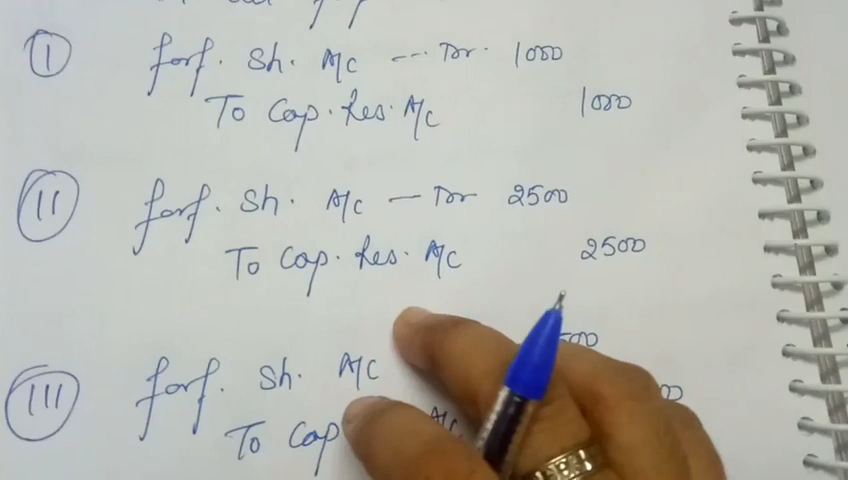 I forf. Sh. A/c --- Dr. 1000
To Cap. Res. A/c 1000
II forf. Sh. A/c — Dr 2500
To Cap. Res. A/c 2500
III forf. Sh. A/c
To Cap A/c